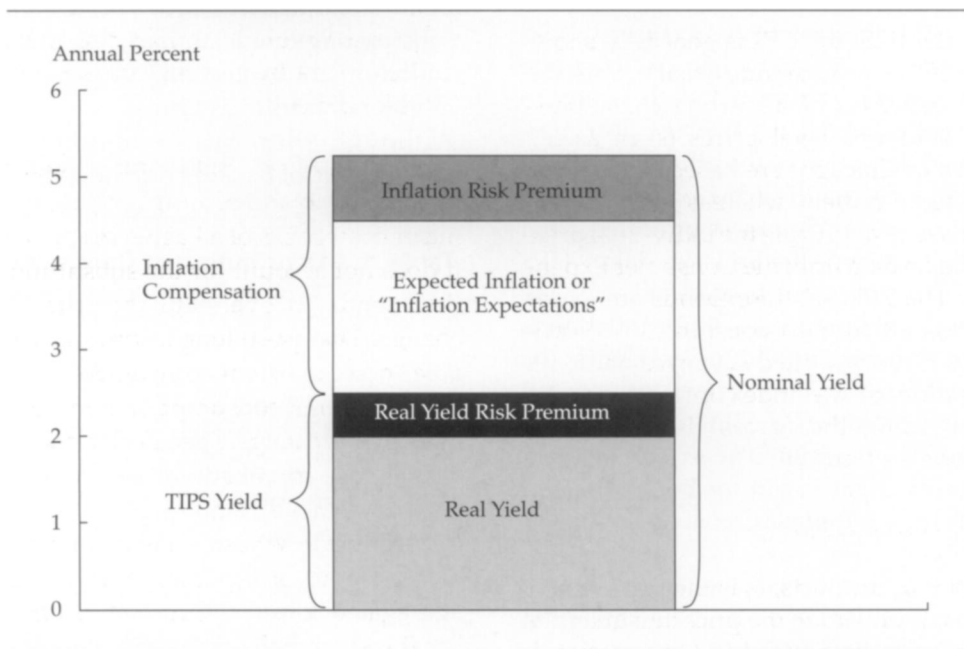 Annual Percent
6
5
4
3
2
1
0
Inflation Risk Premium
Inflation
Compensation
Expected Inflation or
“Inflation Expectations”
Nominal Yield
Real Yield Risk Premium
TIPS Yield
Real Yield